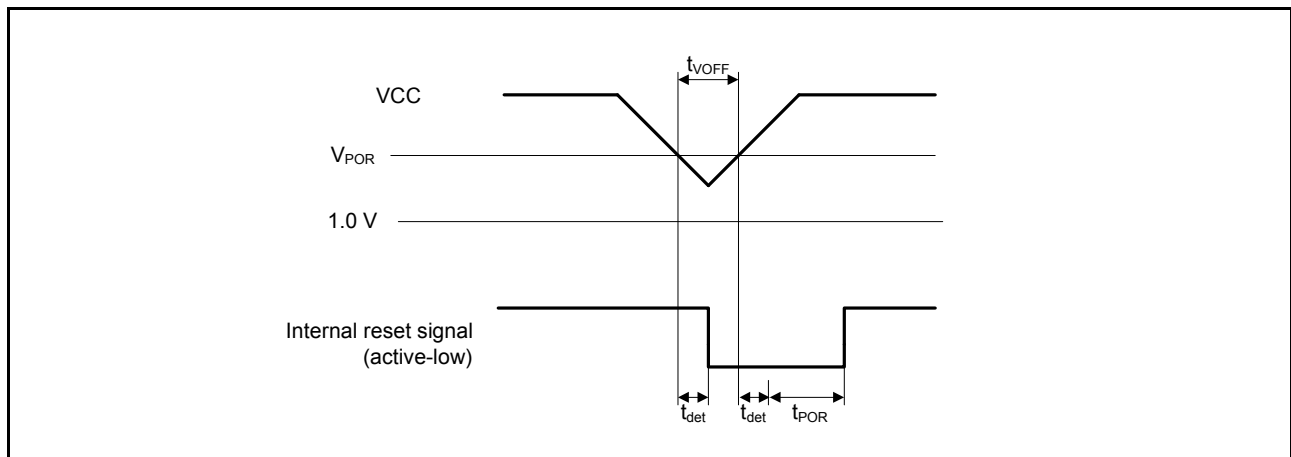 tVOFF
VCC
VPOR
1.0 V
Internal reset signal
(active-low)
tdet tdet tPOR